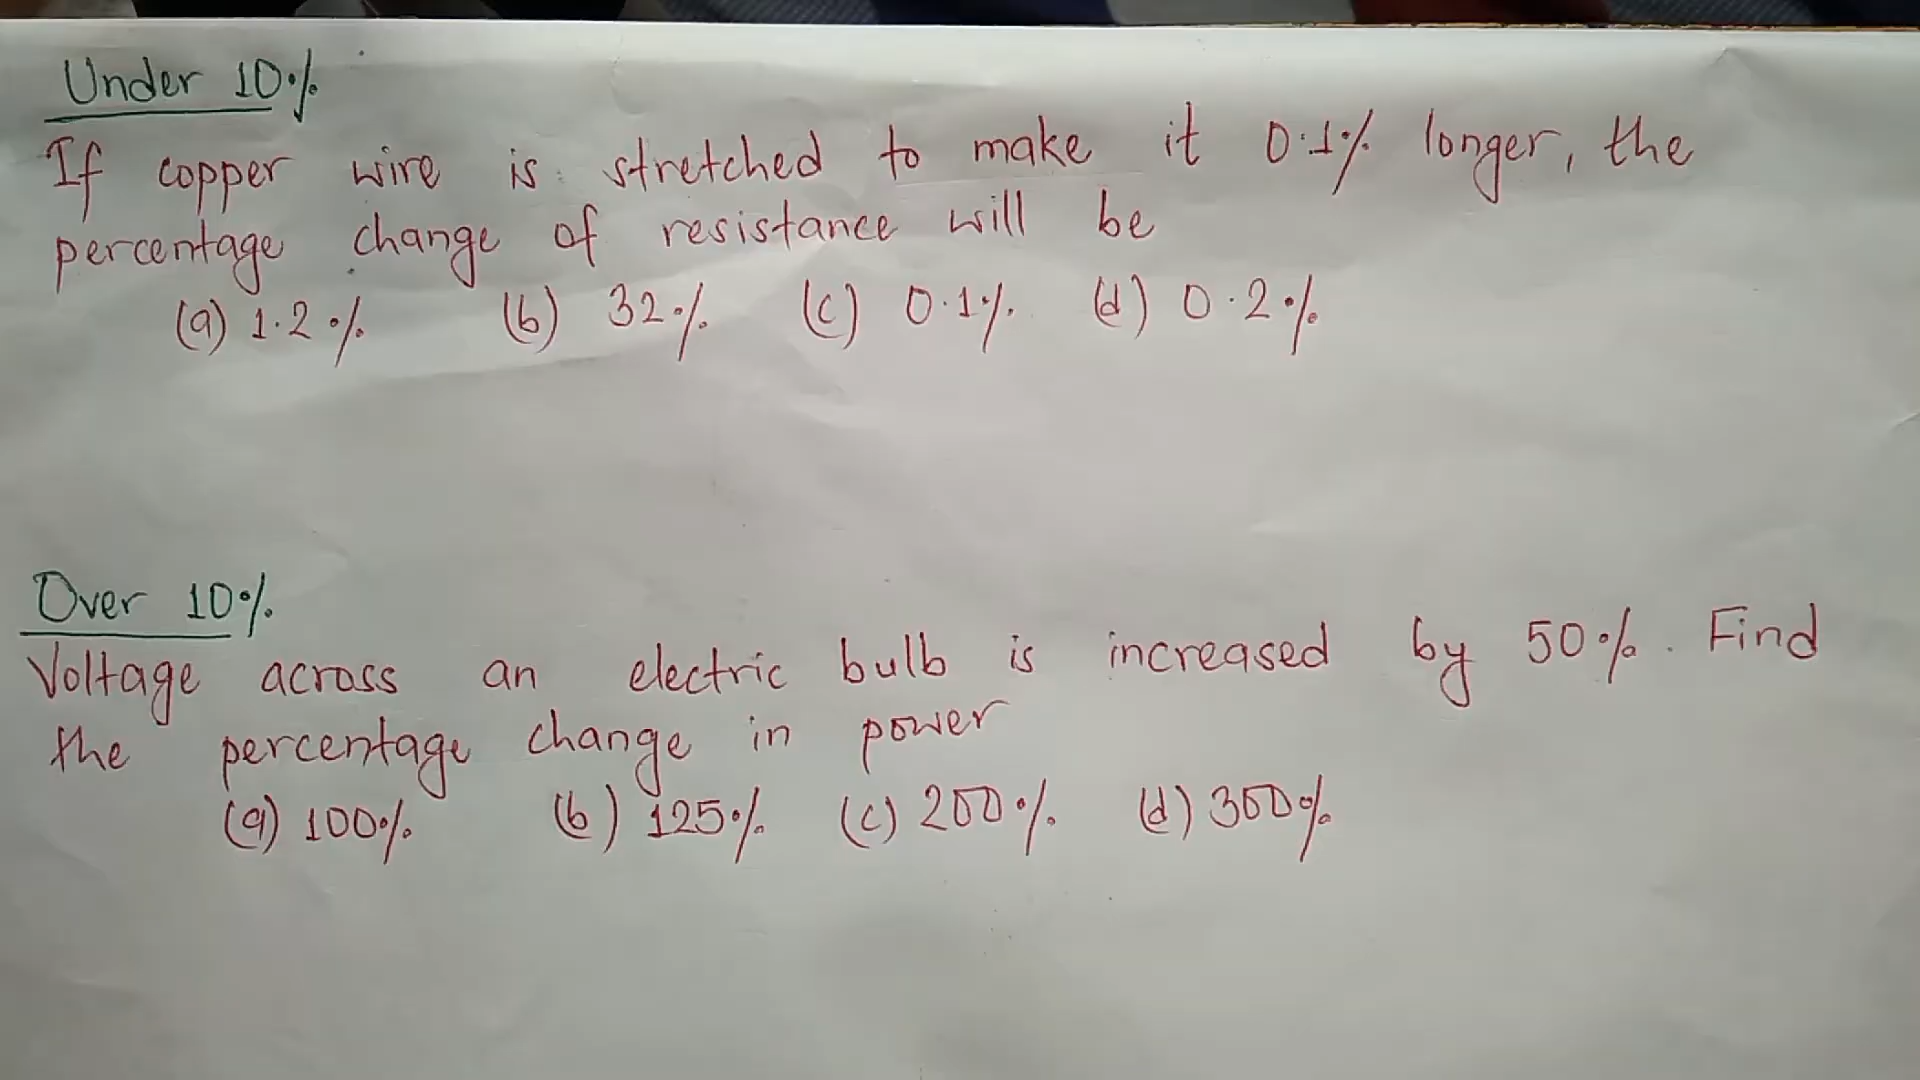 Under 10%
If copper wire is stretched to make it 0.1% longer, the
percentage change of resistance will be
(a) 1.2% (b) 32% (c) 0.1% (d) 0.2%
Over 10%
Voltage across an electric bulb is increased by 50%. Find
the percentage change in power
(a) 100% (b) 125% (c) 200% (d) 300%